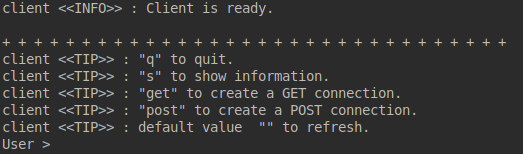 client <<INFO>> : Client is ready.
+ + + + + + + + + + + + + + + + + + + + + + + + + + + + + + + +
client <<TIP>> : "q" to quit.
client <<TIP>> : "s" to show information.
client <<TIP>> : "get" to create a GET connection.
client <<TIP>> : "post" to create a POST connection.
client <<TIP>> : default value  "" to refresh.
User >